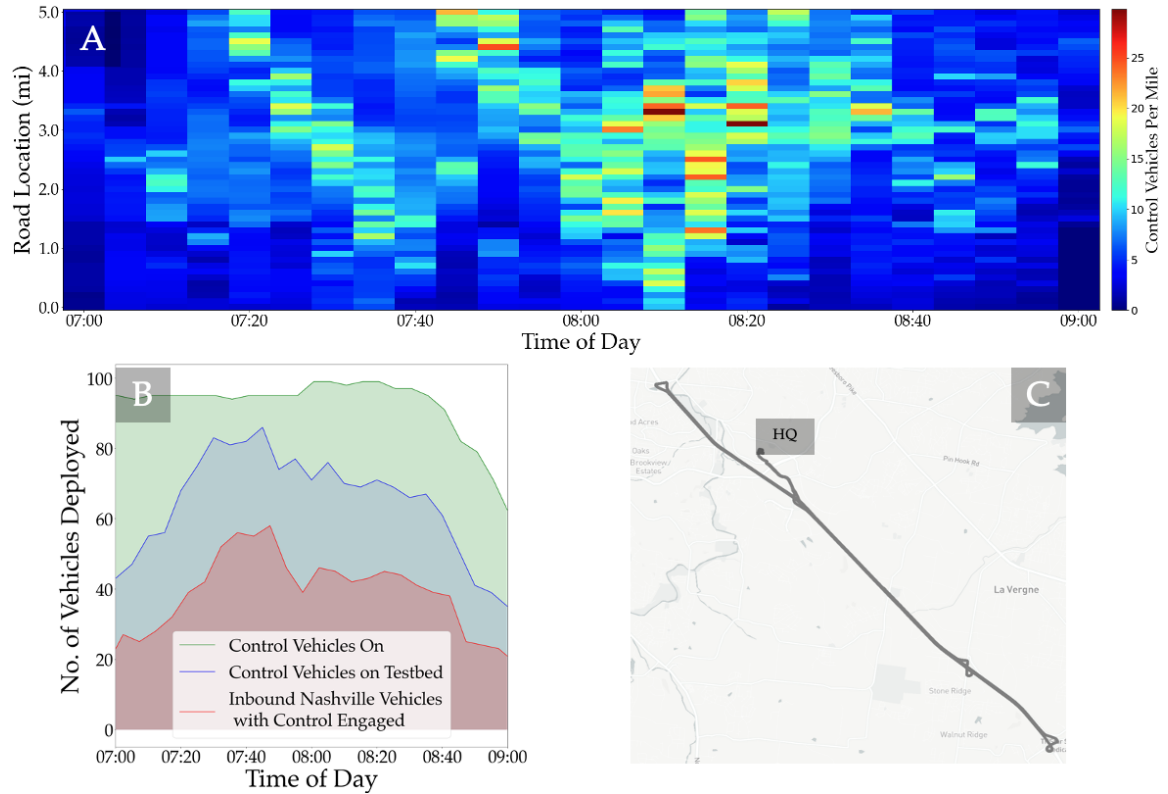 A
Road Location (mi)
5.0
4.0
3.0
2.0
1.0
0.0
07:00
07:20
07:40
08:00
08:20
08:40
09:00
Time of Day
25
20
15
10
5
0
Control Vehicles Per Mile
B
No. of Vehicles Deployed
100
80
60
40
20
0
Control Vehicles On
Control Vehicles on Testbed
Inbound Nashville Vehicles
with Control Engaged
07:00
07:20
07:40
08:00
08:20
08:40
09:00
Time of Day
C
HQ
Pin Hook Rd
Oaks
Brookview
Estates
La Vergne
Stone Ridge
Walnut Ridge